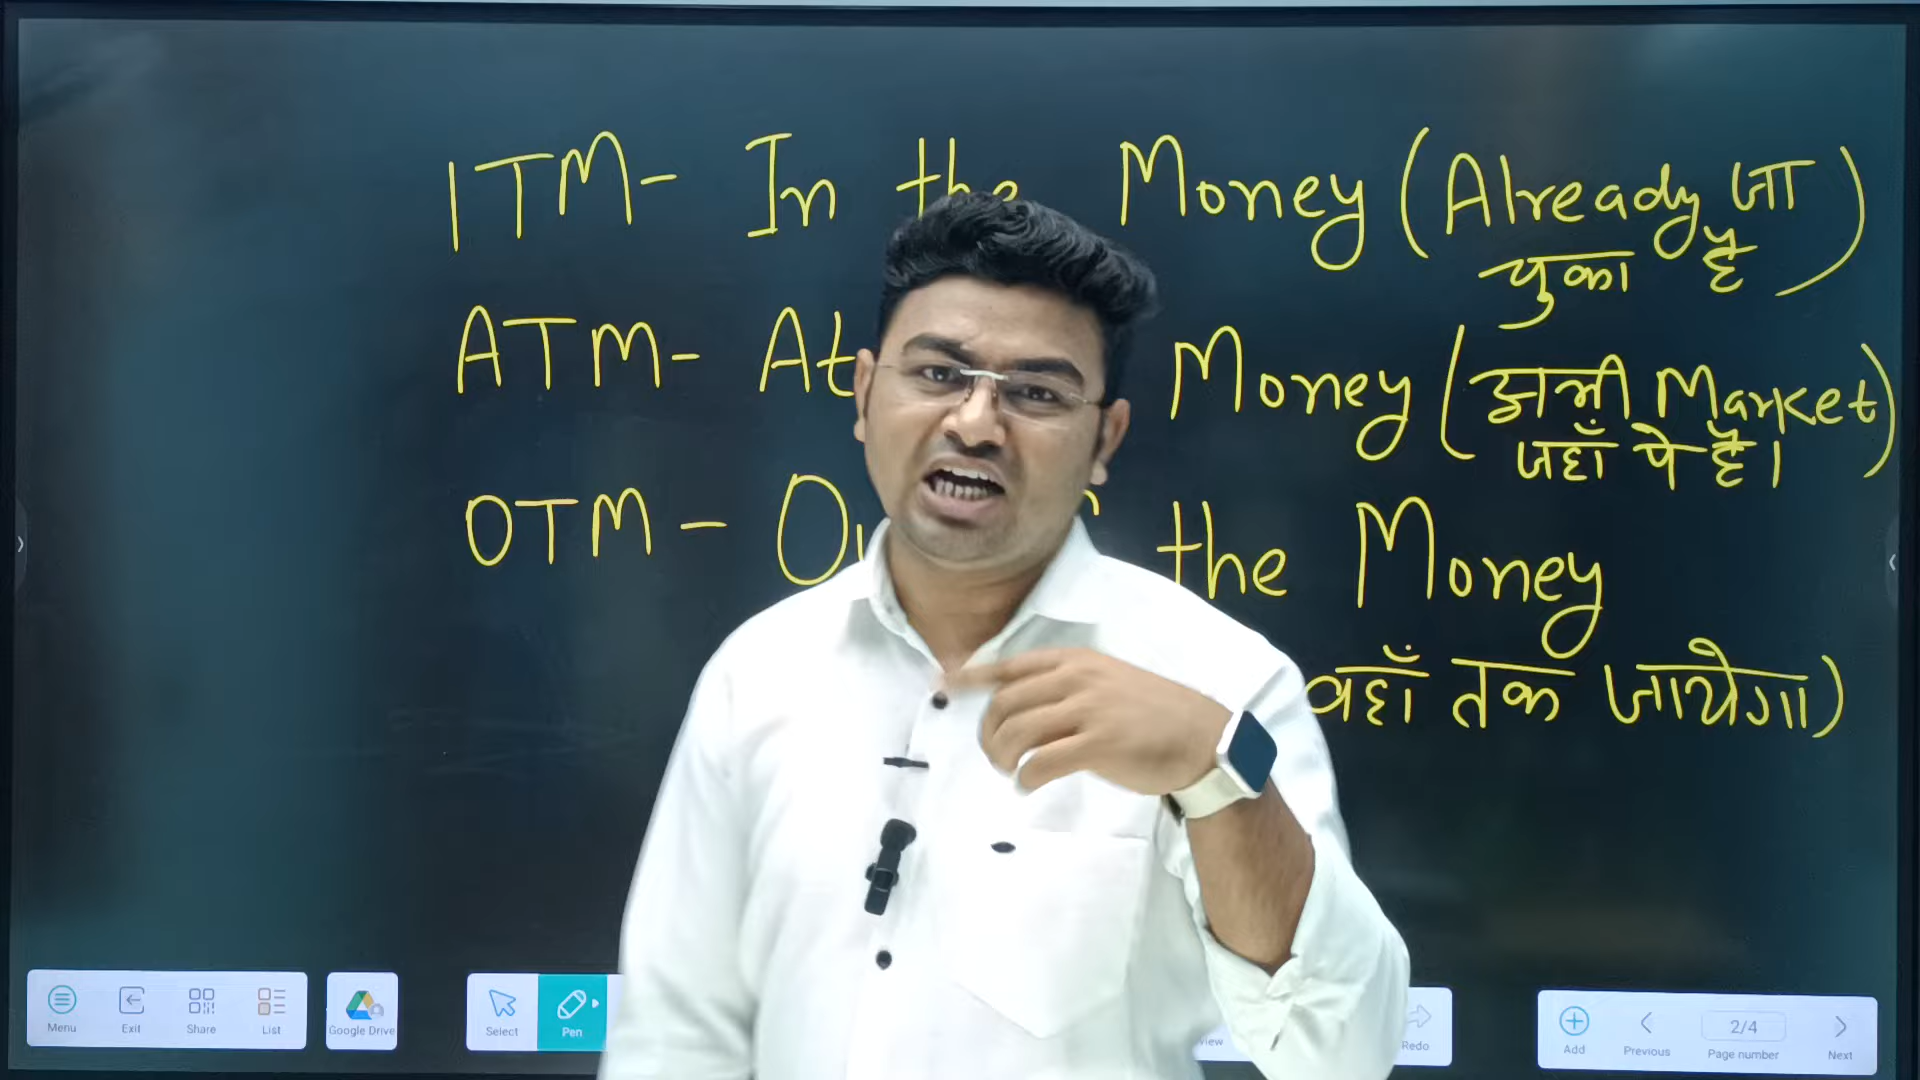 ITM- In the Money (Already जा
चुका है)
ATM- At Money (अभी Market
जहाँ पे है।)
OTM - Ou the Money
वहाँ तक जायेगा)
Menu Exit Share List Google Drive Select Pen Redo Add Previous 2/4 Page number Next